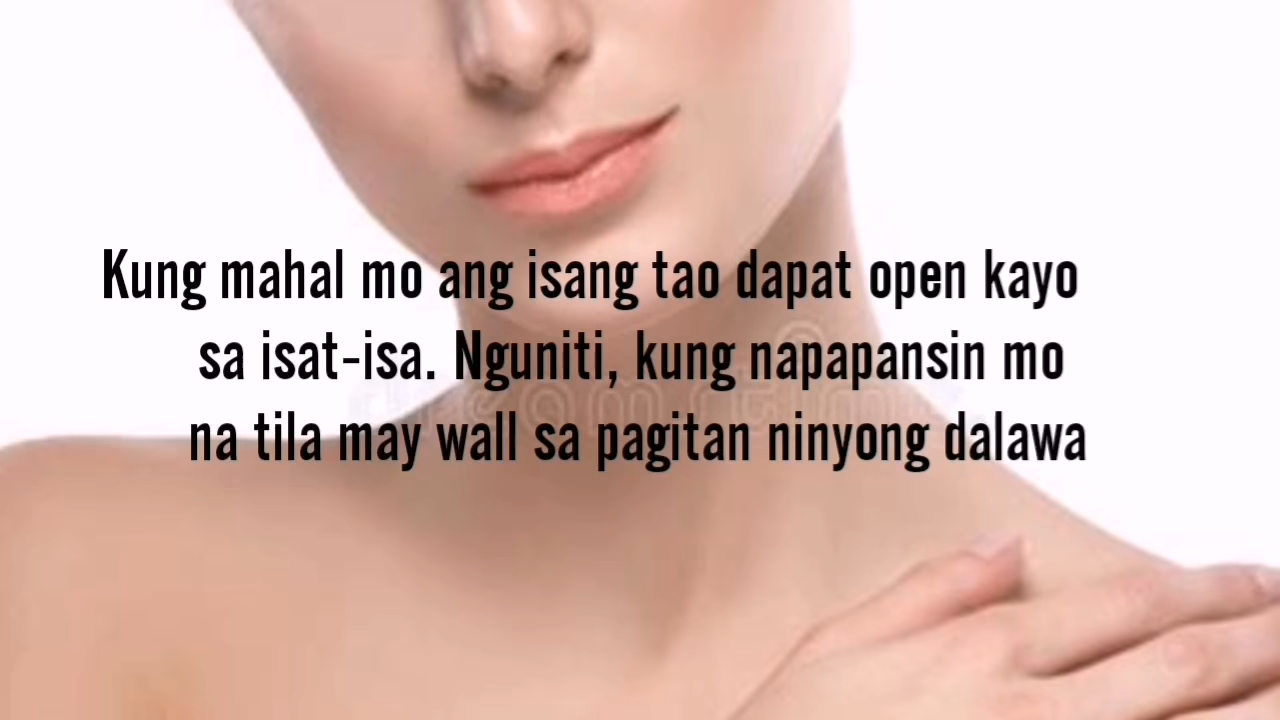 Kung mahal mo ang isang tao dapat open kayo
sa isat-isa. Nguniti, kung napapansin mo
na tila may wall sa pagitan ninyong dalawa